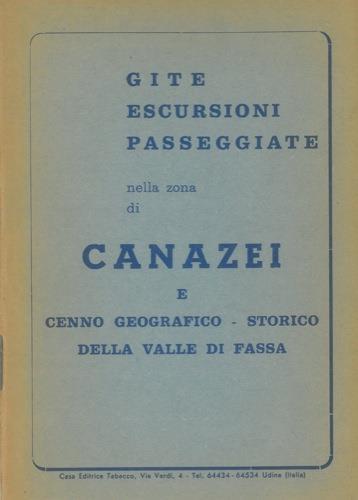 GITE
ESCURSIONI
PASSEGGIATE
nella zona
di
CANAZEI
E
CENNO GEOGRAFICO - STORICO
DELLA VALLE DI FASSA
Casa Editrice Tabacco, Via Verdi, 4 - Tel. 64434 - 64534 Udine (Italia)